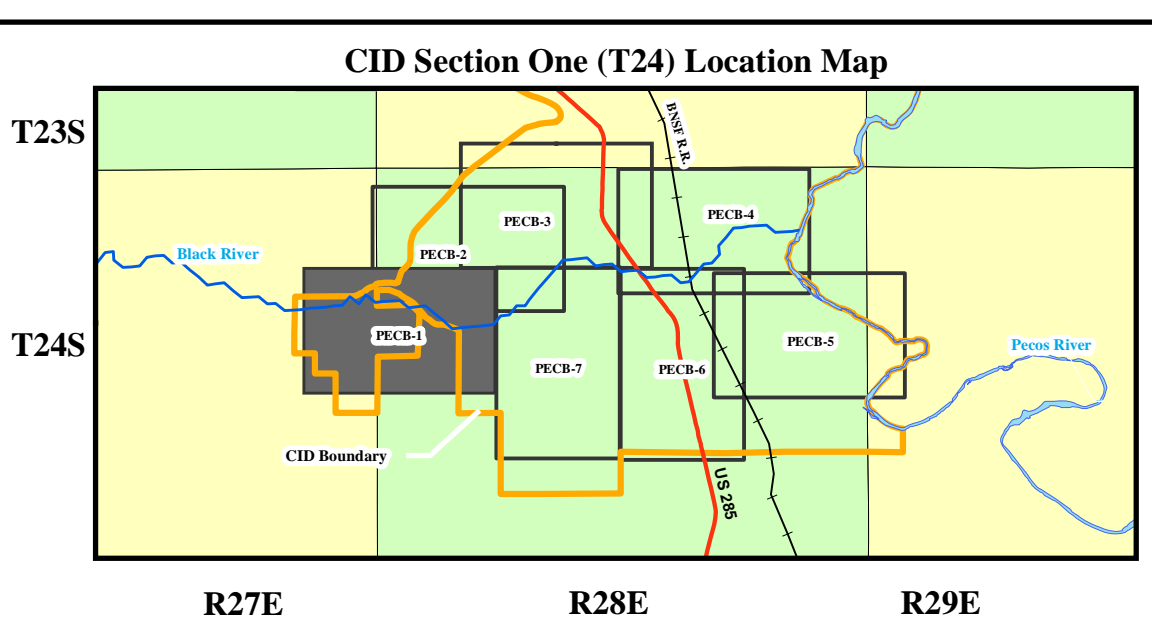 CID Section One (T24) Location Map
T23S
BNSF R.R.
PECB-4
PECB-3
PECB-2
Black River
PECB-1
T24S
PECB-5
Pecos River
PECB-7
PECB-6
CID Boundary
US 285
R27E
R28E
R29E